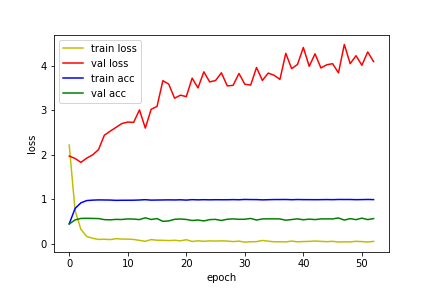 train loss
val loss
train acc
val acc
4
3
2
1
0
loss
0 10 20 30 40 50
epoch